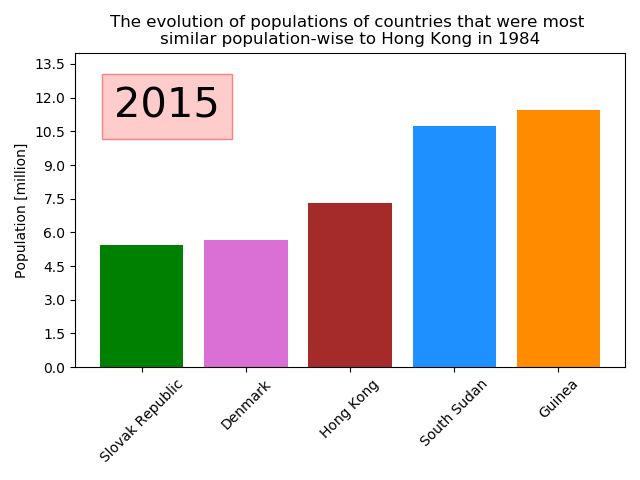 The evolution of populations of countries that were most
similar population-wise to Hong Kong in 1984
2015
Population [million]
13.5
12.0
10.5
9.0
7.5
6.0
4.5
3.0
1.5
0.0
Slovak Republic
Denmark
Hong Kong
South Sudan
Guinea